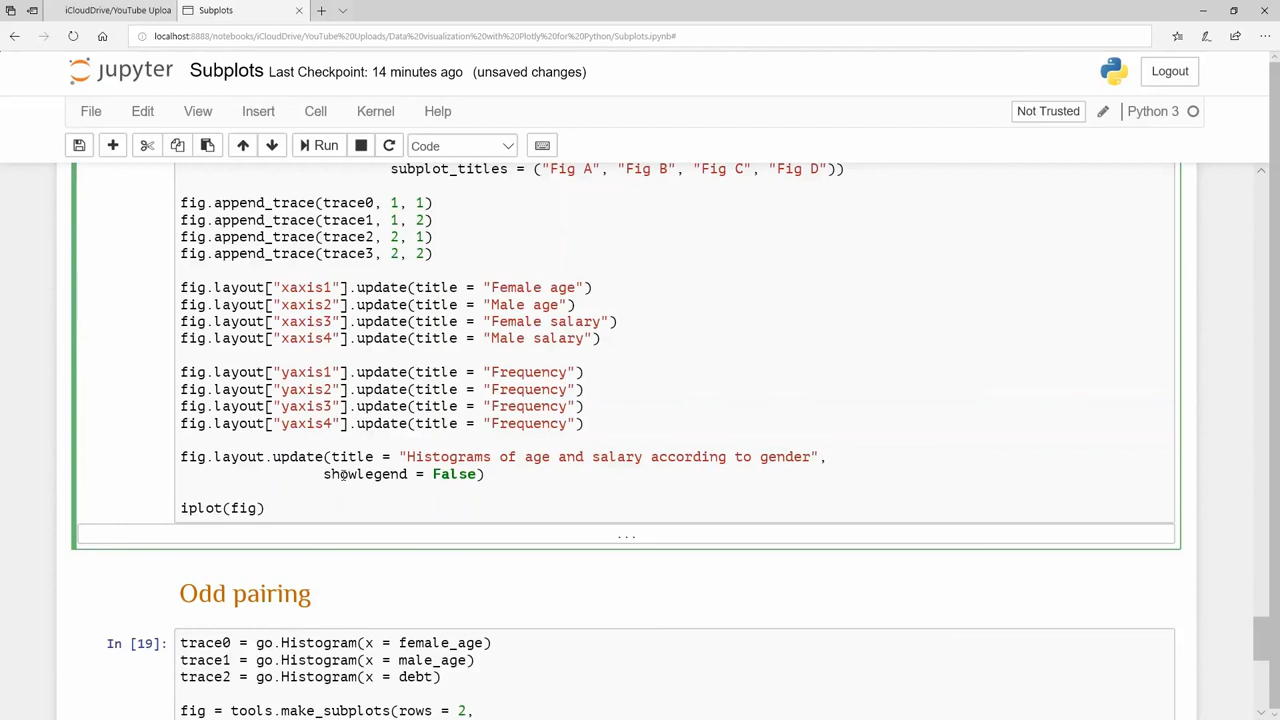 iCloudDrive/YouTube Uploa
Subplots
localhost:8888/notebooks/iCloudDrive/YouTube%20Uploads/Data%20visualization%20with%20Plotly%20for%20Python/Subplots.ipynb#
jupyter Subplots Last Checkpoint: 14 minutes ago (unsaved changes)
Logout
File Edit View Insert Cell Kernel Help
Not Trusted
Python 3
Run
Code
subplot_titles = ("Fig A", "Fig B", "Fig C", "Fig D"))
fig.append_trace(trace0, 1, 1)
fig.append_trace(trace1, 1, 2)
fig.append_trace(trace2, 2, 1)
fig.append_trace(trace3, 2, 2)
fig.layout["xaxis1"].update(title = "Female age")
fig.layout["xaxis2"].update(title = "Male age")
fig.layout["xaxis3"].update(title = "Female salary")
fig.layout["xaxis4"].update(title = "Male salary")
fig.layout["yaxis1"].update(title = "Frequency")
fig.layout["yaxis2"].update(title = "Frequency")
fig.layout["yaxis3"].update(title = "Frequency")
fig.layout["yaxis4"].update(title = "Frequency")
fig.layout.update(title = "Histograms of age and salary according to gender",
showlegend = False)
iplot(fig)
...
Odd pairing
In [19]:
trace0 = go.Histogram(x = female_age)
trace1 = go.Histogram(x = male_age)
trace2 = go.Histogram(x = debt)
fig = tools.make_subplots(rows = 2,